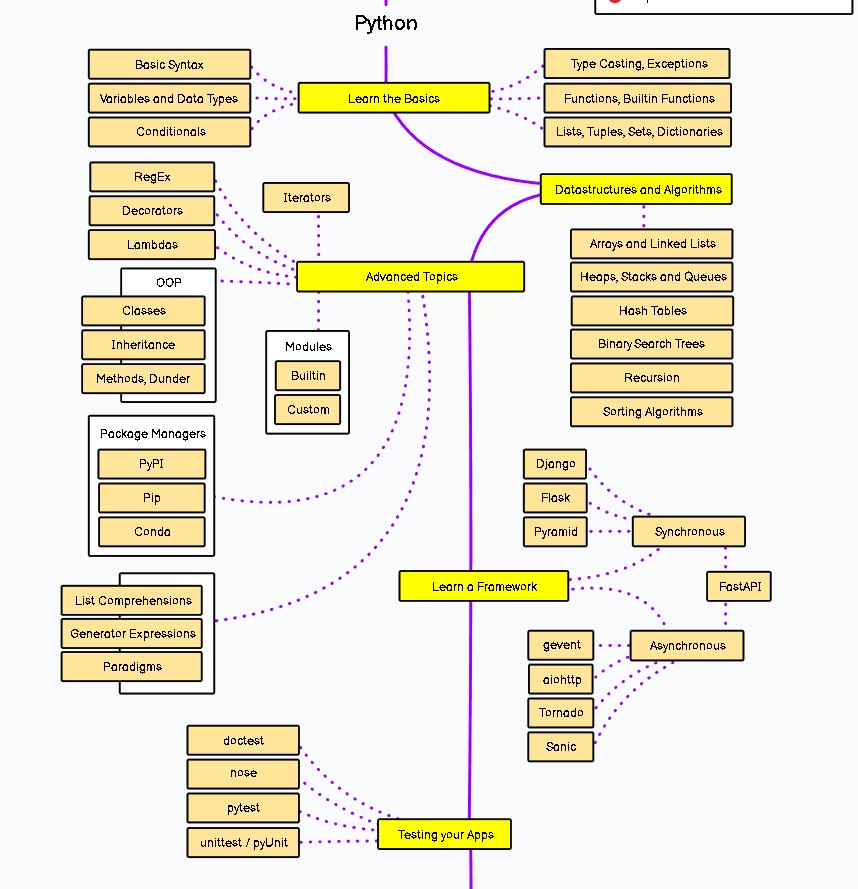 Python
Basic Syntax
Variables and Data Types
Conditionals
Learn the Basics
Type Casting, Exceptions
Functions, Builtin Functions
Lists, Tuples, Sets, Dictionaries
RegEx
Decorators
Lambdas
Iterators
Datastructures and Algorithms
Arrays and Linked Lists
Heaps, Stacks and Queues
Hash Tables
Binary Search Trees
Recursion
Sorting Algorithms
Advanced Topics
OOP
Classes
Inheritance
Methods, Dunder
Modules
Builtin
Custom
Package Managers
PyPI
Pip
Conda
List Comprehensions
Generator Expressions
Paradigms
Learn a Framework
Django
Flask
Pyramid
Synchronous
FastAPI
Asynchronous
gevent
aiohttp
Tornado
Sanic
doctest
nose
pytest
unittest / pyUnit
Testing your Apps